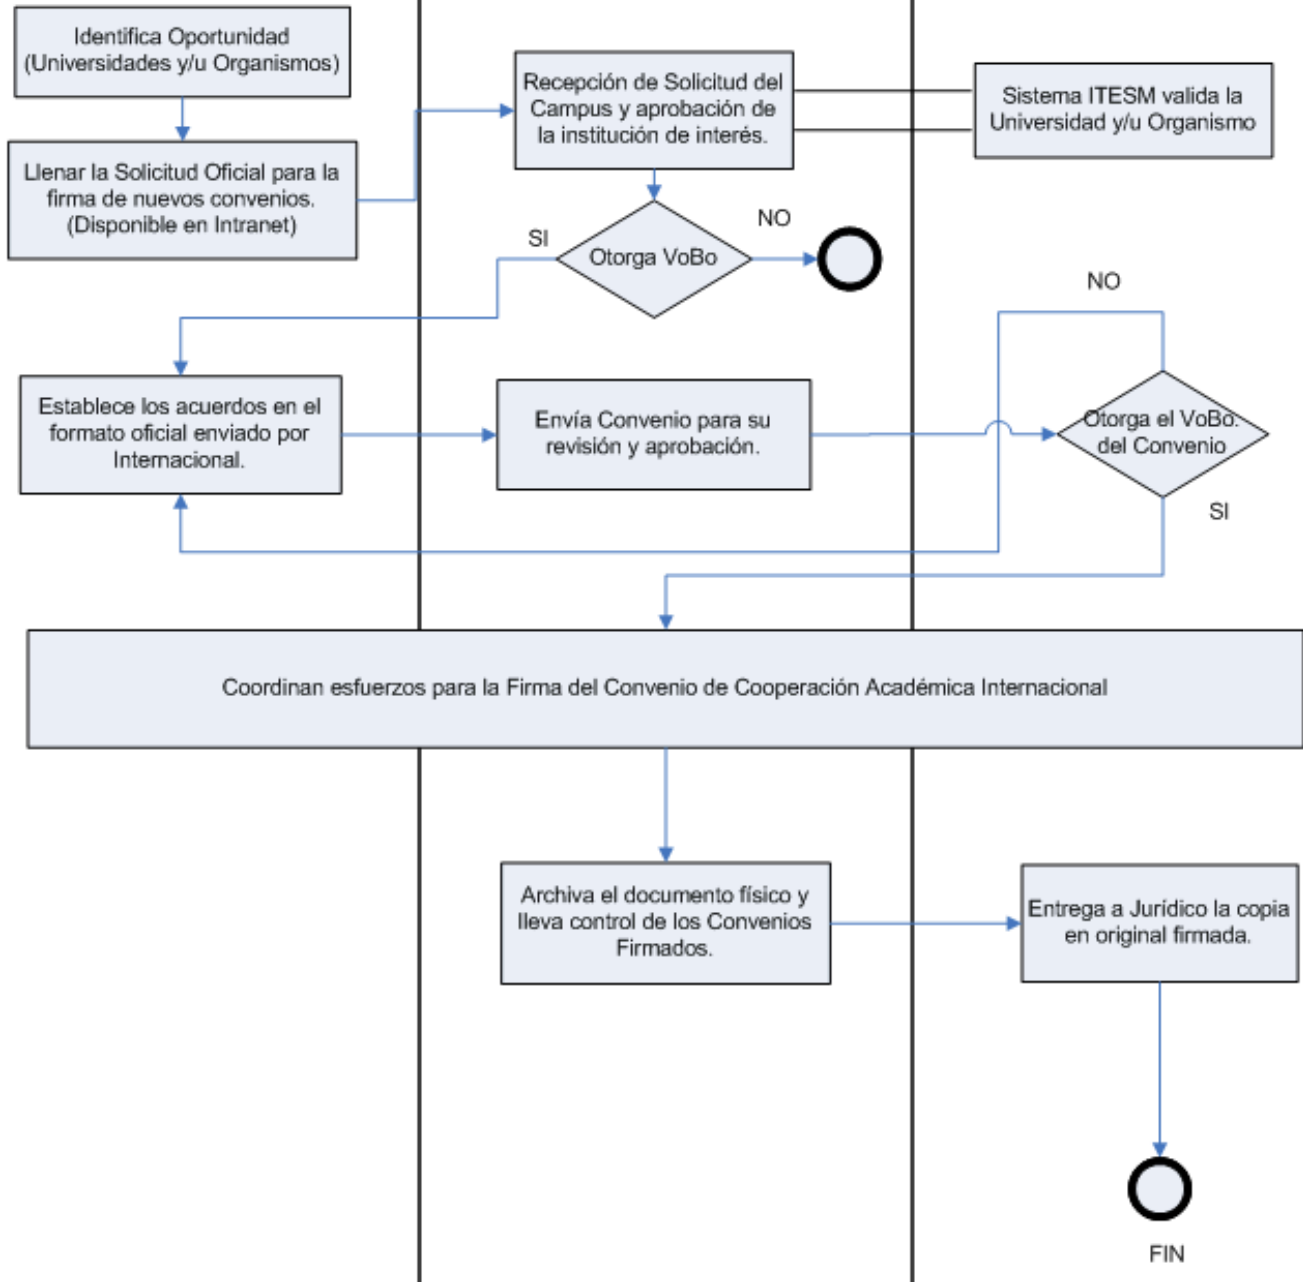 Identifica Oportunidad
(Universidades y/u Organismos)
Recepción de Solicitud del
Campus y aprobación de
la institución de interés.
Sistema ITESM valida la
Universidad y/u Organismo
Llenar la Solicitud Oficial para la
firma de nuevos convenios.
(Disponible en Intranet)
SI
NO
Otorga VoBo
NO
Establece los acuerdos en el
formato oficial enviado por
Internacional.
Envía Convenio para su
revisión y aprobación.
Otorga el VoBo.
del Convenio
SI
Coordinan esfuerzos para la Firma del Convenio de Cooperación Académica Internacional
Archiva el documento físico y
lleva control de los Convenios
Firmados.
Entrega a Jurídico la copia
en original firmada.
FIN